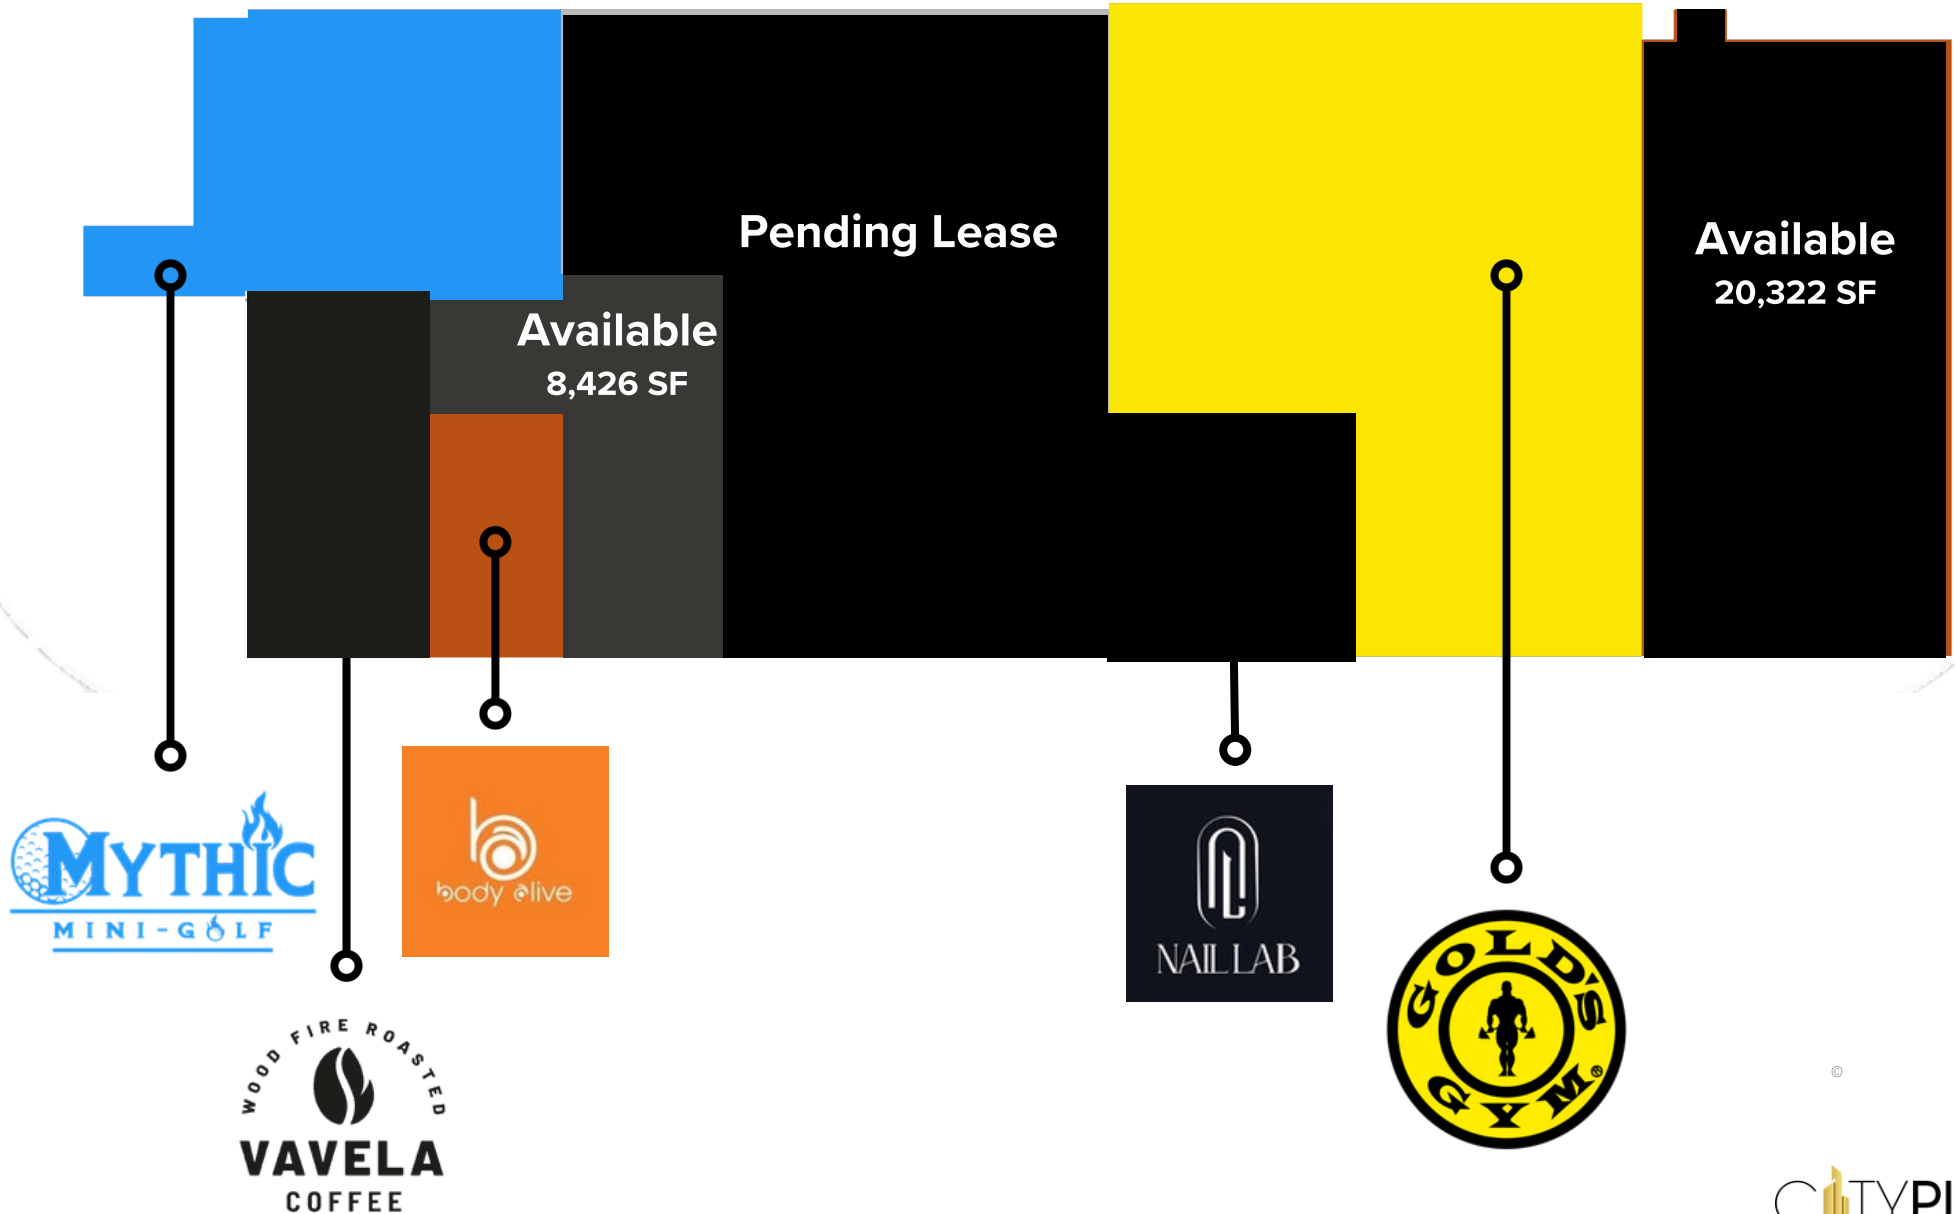 Pending Lease
Available
20,322 SF
Available
8,426 SF
MYTHIC
MINI-GOLF
body alive
NAIL LAB
GOLD'S
GYM®
WOOD FIRE ROASTED
VAVELA
COFFEE
©